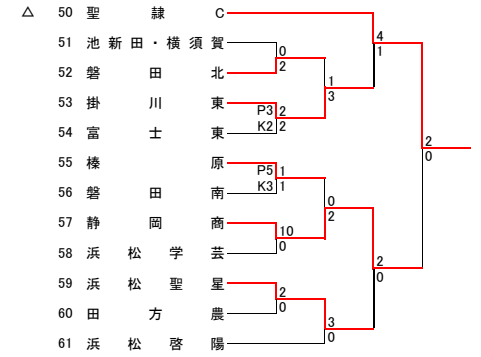 △ 50 聖 隷 C
51 池新田・横須賀
52 磐 田 北
53 掛 川 東
54 富 士 東
55 榛 原
56 磐 田 南
57 静 岡 商
58 浜 松 学 芸
59 浜 松 聖 星
60 田 方 農
61 浜 松 啓 陽
4
1
0
2
1
3
P3 2
K2 2
2
0
P5 1
K3 1
0
2
10
0
2
0
2
0
3
0